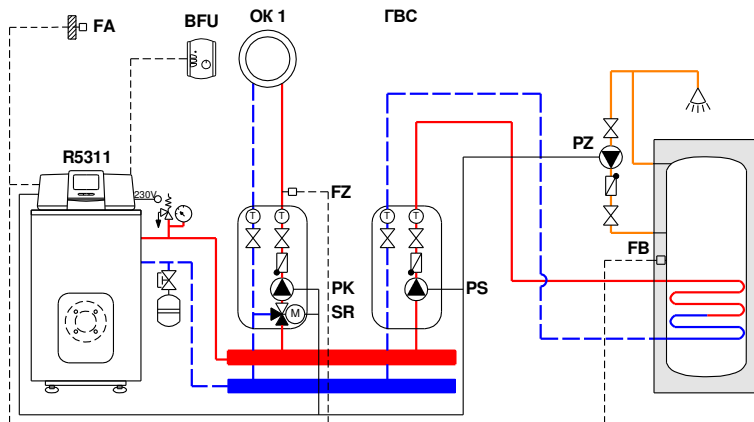 FA
BFU
ОК 1
ГВС
R5311
230V
PZ
FZ
T T
T T
FB
PK
PS
SR
M